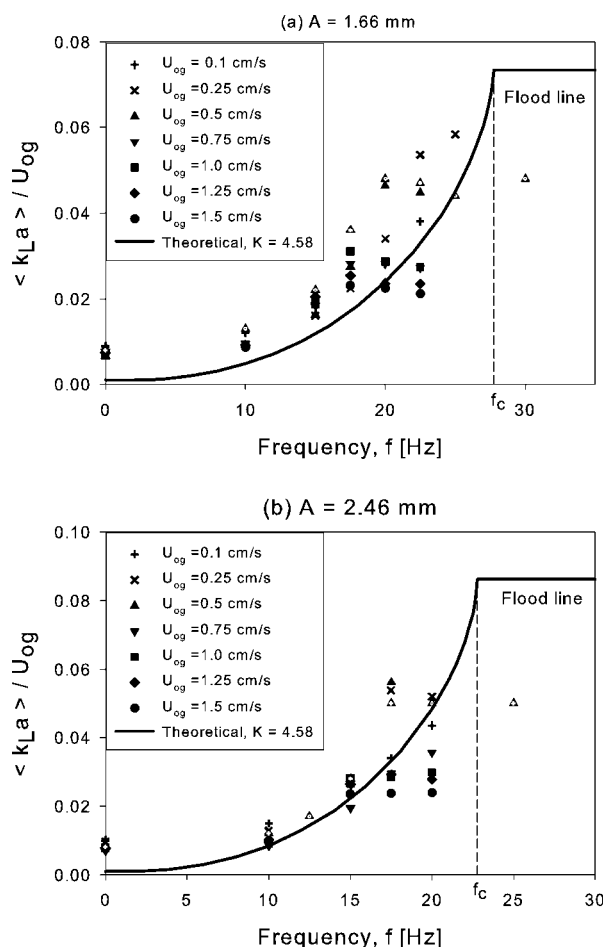 (a) A = 1.66 mm
0.08
0.06
0.04
0.02
0.00
< kLa > / Uog
Uog = 0.1 cm/s
Uog =0.25 cm/s
Uog =0.5 cm/s
Uog =0.75 cm/s
Uog =1.0 cm/s
Uog =1.25 cm/s
Uog =1.5 cm/s
Theoretical, K = 4.58
Flood line
0 10 20 fc 30
Frequency, f [Hz]
(b) A = 2.46 mm
0.10
0.08
0.06
0.04
0.02
0.00
< kLa > / Uog
Uog =0.1 cm/s
Uog =0.25 cm/s
Uog =0.5 cm/s
Uog =0.75 cm/s
Uog =1.0 cm/s
Uog =1.25 cm/s
Uog =1.5 cm/s
Theoretical, K = 4.58
Flood line
0 5 10 15 20 fc 25 30
Frequency, f [Hz]